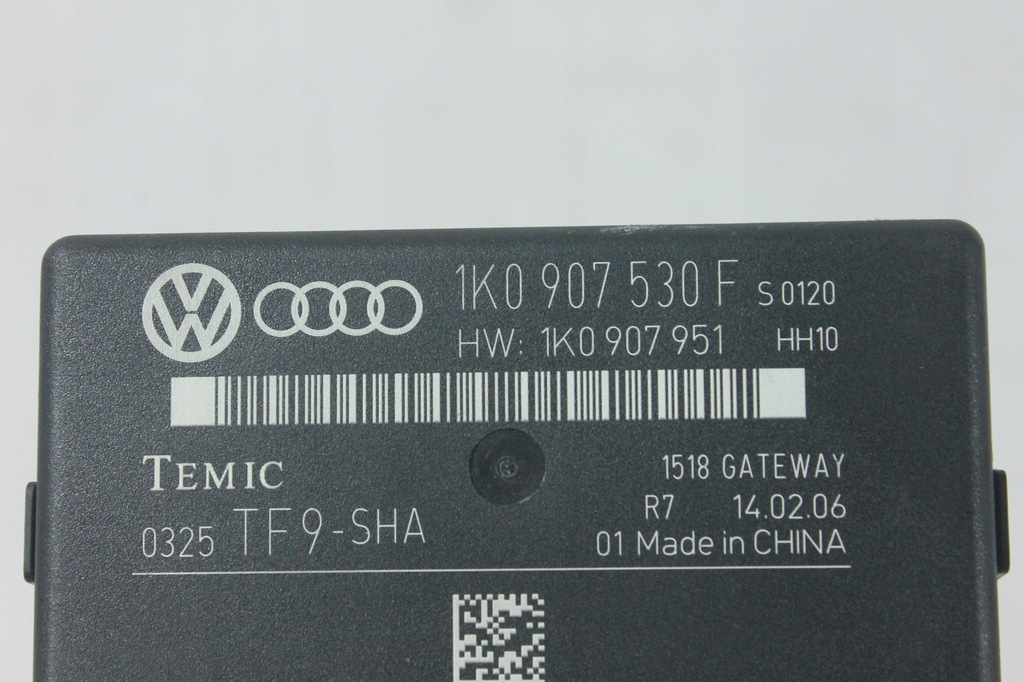 1K0 907 530 F S0120
HW: 1K0 907 951 HH10
TEMIC
1518 GATEWAY
R7 14.02.06
0325 TF9-SHA
01 Made in CHINA